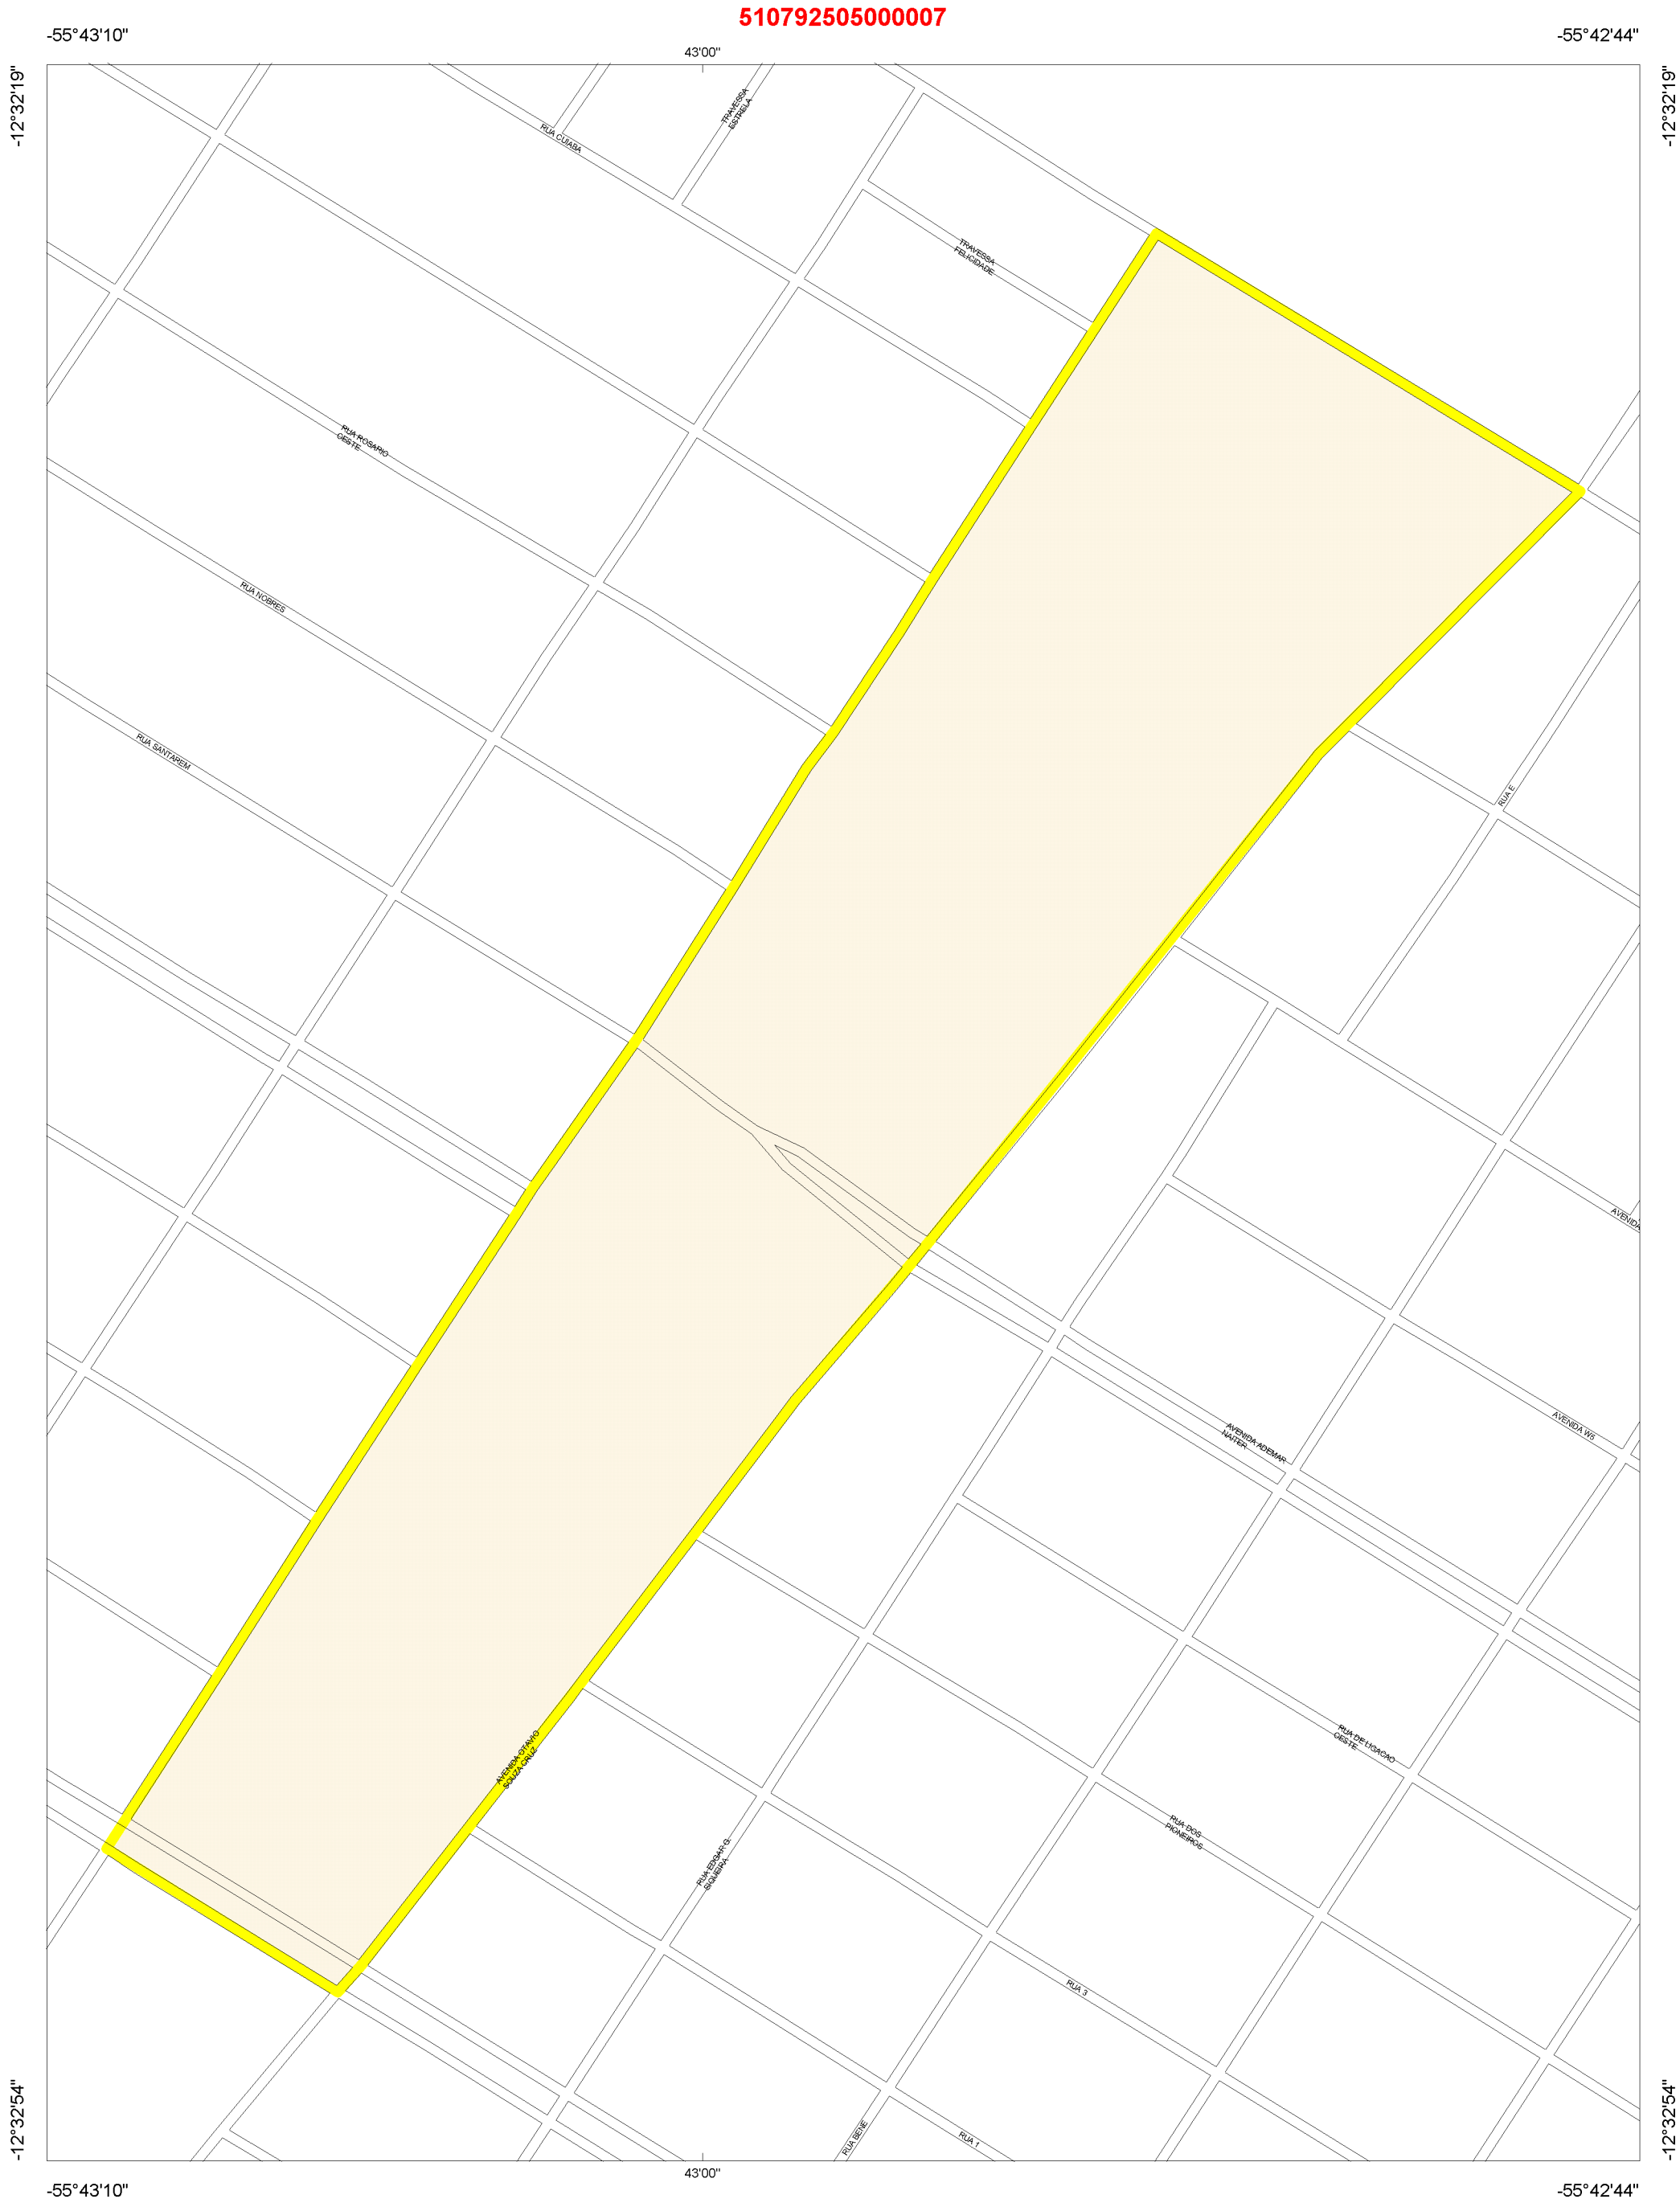 510792505000007
-55°43'10"
-55°42'44"
43'00"
-12°32'19"
-12°32'19"
TRAVESSA
ESTRELA
RUA CUIABA
TRAVESSA
FELICIDADE
RUA ROSARIO
OESTE
RUA NOBRES
RUA SANTAREM
RUA E
AVENIDA
AVENIDA W5
AVENIDA ADEMAR
NAITER
AVENIDA OTAVIO
SOUZA CRUZ
RUA DE LIGACAO
OESTE
RUA DOS
PIONEIROS
RUA EDGAR G.
SIQUEIRA
RUA 3
RUA BENE
RUA 1
-12°32'54"
-12°32'54"
43'00"
-55°43'10"
-55°42'44"